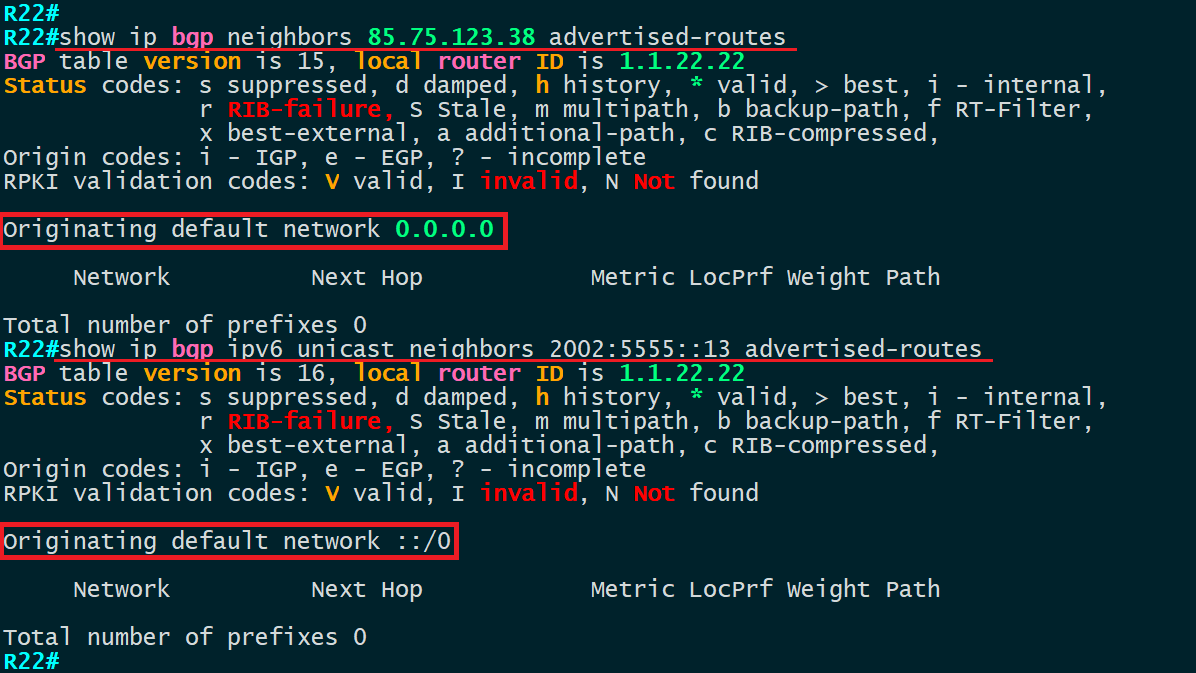 R22#
R22#show ip bgp neighbors 85.75.123.38 advertised-routes
BGP table version is 15, local router ID is 1.1.22.22
Status codes: s suppressed, d damped, h history, * valid, > best, i - internal,
              r RIB-failure, S Stale, m multipath, b backup-path, f RT-Filter,
              x best-external, a additional-path, c RIB-compressed,
Origin codes: i - IGP, e - EGP, ? - incomplete
RPKI validation codes: V valid, I invalid, N Not found
Originating default network 0.0.0.0
     Network          Next Hop            Metric LocPrf Weight Path
Total number of prefixes 0
R22#show ip bgp ipv6 unicast neighbors 2002:5555::13 advertised-routes
BGP table version is 16, local router ID is 1.1.22.22
Status codes: s suppressed, d damped, h history, * valid, > best, i - internal,
              r RIB-failure, S Stale, m multipath, b backup-path, f RT-Filter,
              x best-external, a additional-path, c RIB-compressed,
Origin codes: i - IGP, e - EGP, ? - incomplete
RPKI validation codes: V valid, I invalid, N Not found
Originating default network ::/0
     Network          Next Hop            Metric LocPrf Weight Path
Total number of prefixes 0
R22#